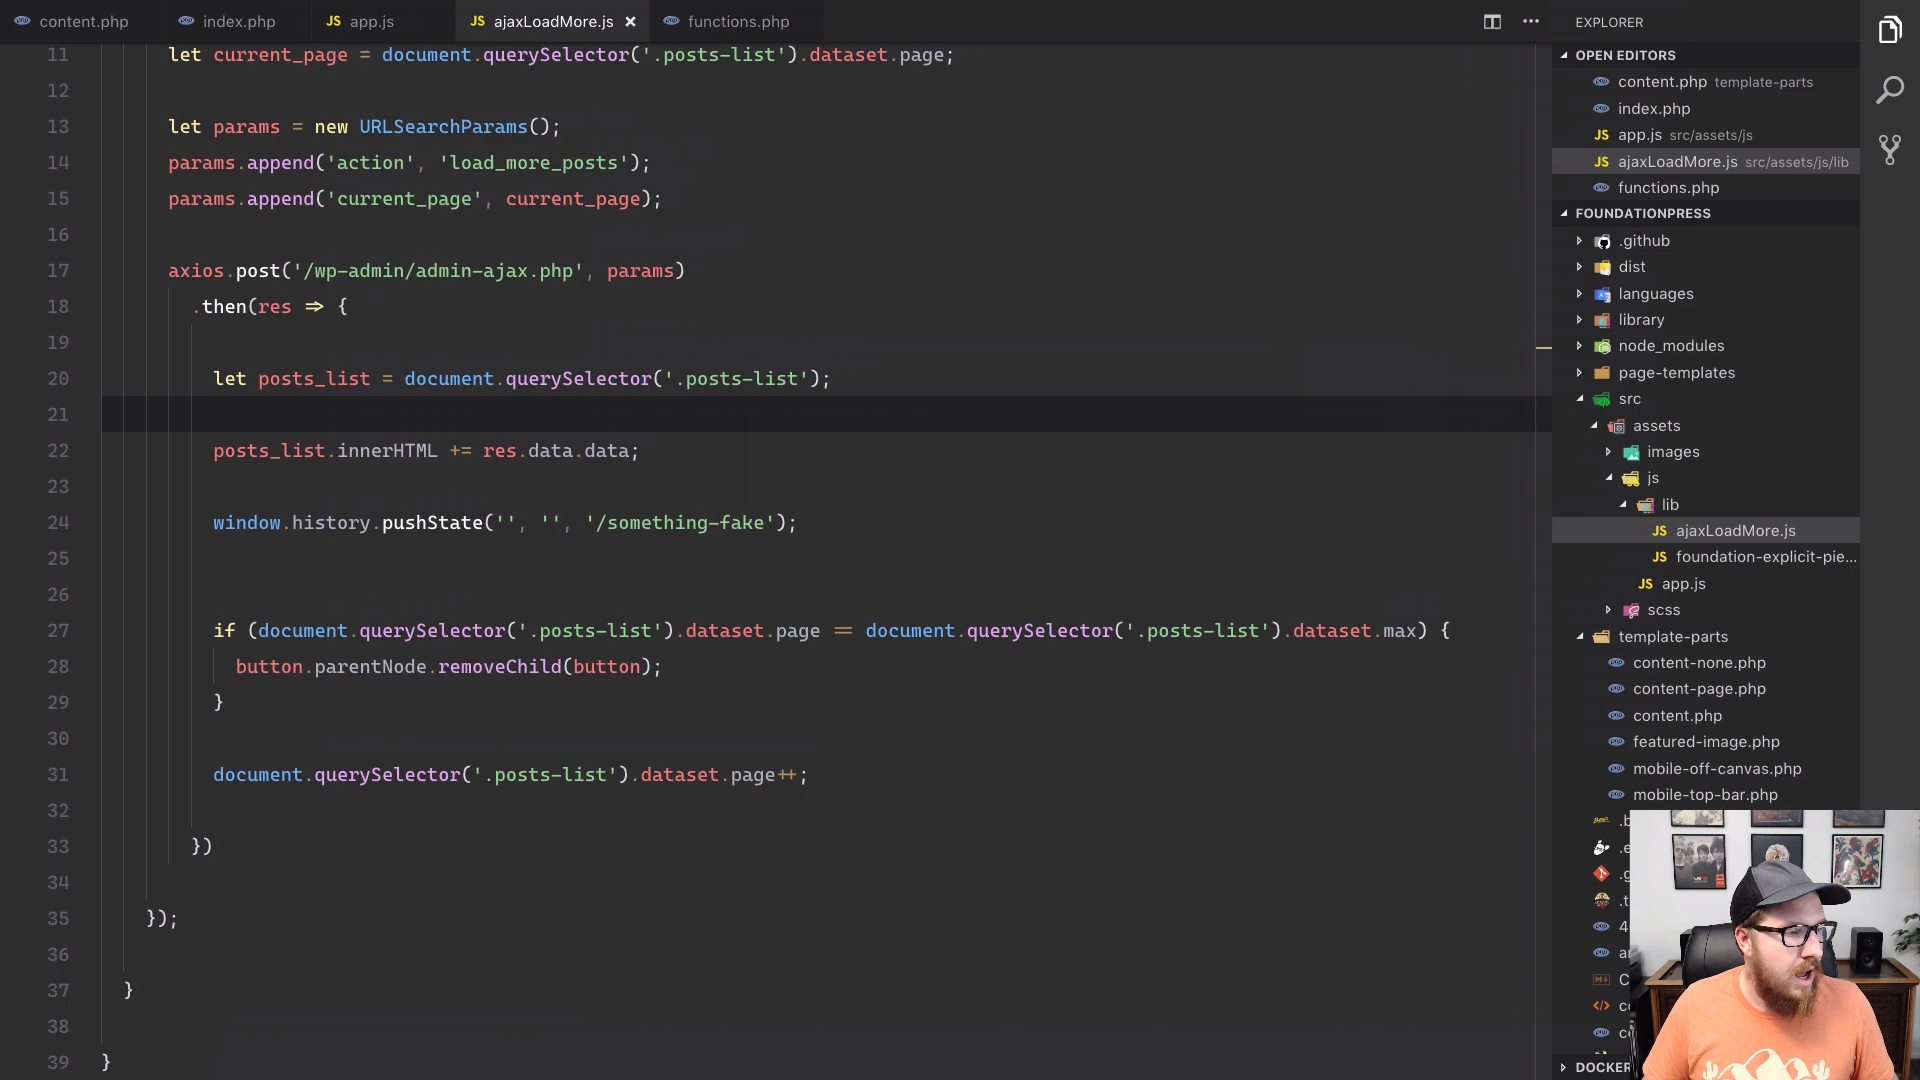 content.php index.php JS app.js JS ajaxLoadMore.js × functions.php
11 let current_page = document.querySelector('.posts-list').dataset.page;
12
13 let params = new URLSearchParams();
14 params.append('action', 'load_more_posts');
15 params.append('current_page', current_page);
16
17 axios.post('/wp-admin/admin-ajax.php', params)
18 .then(res => {
19
20 let posts_list = document.querySelector('.posts-list');
21
22 posts_list.innerHTML += res.data.data;
23
24 window.history.pushState('', '', '/something-fake');
25
26
27 if (document.querySelector('.posts-list').dataset.page == document.querySelector('.posts-list').dataset.max) {
28 button.parentNode.removeChild(button);
29 }
30
31 document.querySelector('.posts-list').dataset.page++;
32
33 })
34
35 });
36
37 }
38
39 }
EXPLORER
OPEN EDITORS
content.php template-parts
index.php
JS app.js src/assets/js
JS ajaxLoadMore.js src/assets/js/lib
functions.php
FOUNDATIONPRESS
.github
dist
languages
library
node_modules
page-templates
src
assets
images
js
lib
JS ajaxLoadMore.js
JS foundation-explicit-pie...
JS app.js
scss
template-parts
content-none.php
content-page.php
content.php
featured-image.php
mobile-off-canvas.php
mobile-top-bar.php
DOCKER